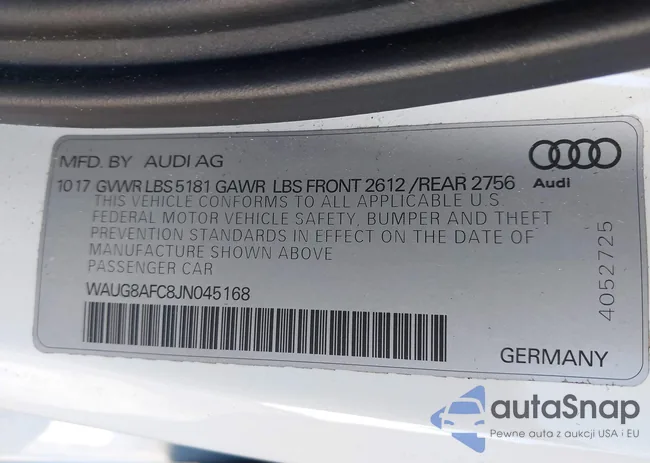 MFD. BY AUDI AG
10 17 GVWR LBS 5181 GAWR LBS FRONT 2612 /REAR 2756
Audi
THIS VEHICLE CONFORMS TO ALL APPLICABLE U.S.
FEDERAL MOTOR VEHICLE SAFETY, BUMPER AND THEFT
PREVENTION STANDARDS IN EFFECT ON THE DATE OF
MANUFACTURE SHOWN ABOVE
PASSENGER CAR
WAUG8AFC8JN045168
4052725
GERMANY
autaSnap
Pewne auta z aukcji USA i EU